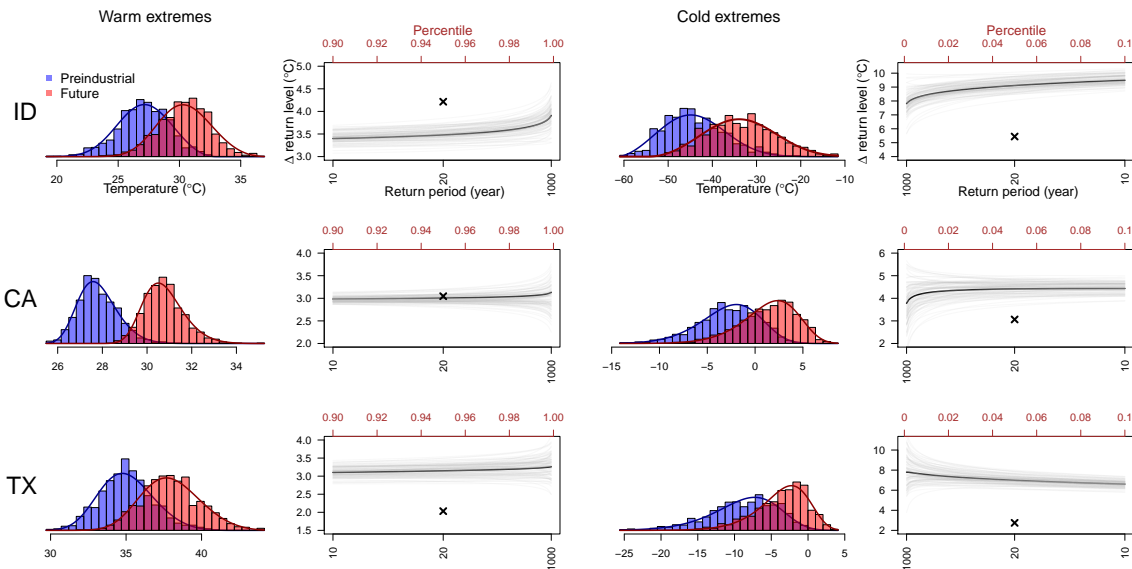 Warm extremes
Cold extremes
Percentile
0.90 0.92 0.94 0.96 0.98 1.00
Percentile
0 0.02 0.04 0.06 0.08 0.1
ID
Preindustrial
Future
20 25 30 35
Temperature (°C)
Δ return level (°C)
3.0 3.5 4.0 4.5 5.0
10 20 1000
Return period (year)
−60 −50 −40 −30 −20 −10
Temperature (°C)
Δ return level (°C)
4 5 6 7 8 9 10
1000 20 10
Return period (year)
CA
26 28 30 32 34
0.90 0.92 0.94 0.96 0.98 1.00
2.0 2.5 3.0 3.5 4.0
10 20 1000
−15 −10 −5 0 5
0 0.02 0.04 0.06 0.08 0.1
2 3 4 5 6
1000 20 10
TX
30 35 40
0.90 0.92 0.94 0.96 0.98 1.00
1.5 2.0 2.5 3.0 3.5 4.0
10 20 1000
−25 −20 −15 −10 −5 0 5
0 0.02 0.04 0.06 0.08 0.1
2 4 6 8 10
1000 20 10